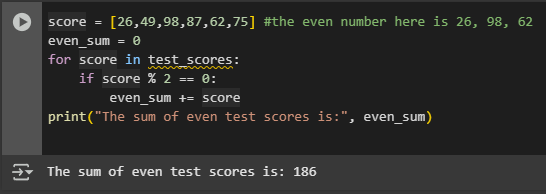 score = [26,49,98,87,62,75] #the even number here is 26, 98, 62
even_sum = 0
for score in test_scores:
    if score % 2 == 0:
        even_sum += score
print("The sum of even test scores is:", even_sum)
The sum of even test scores is: 186